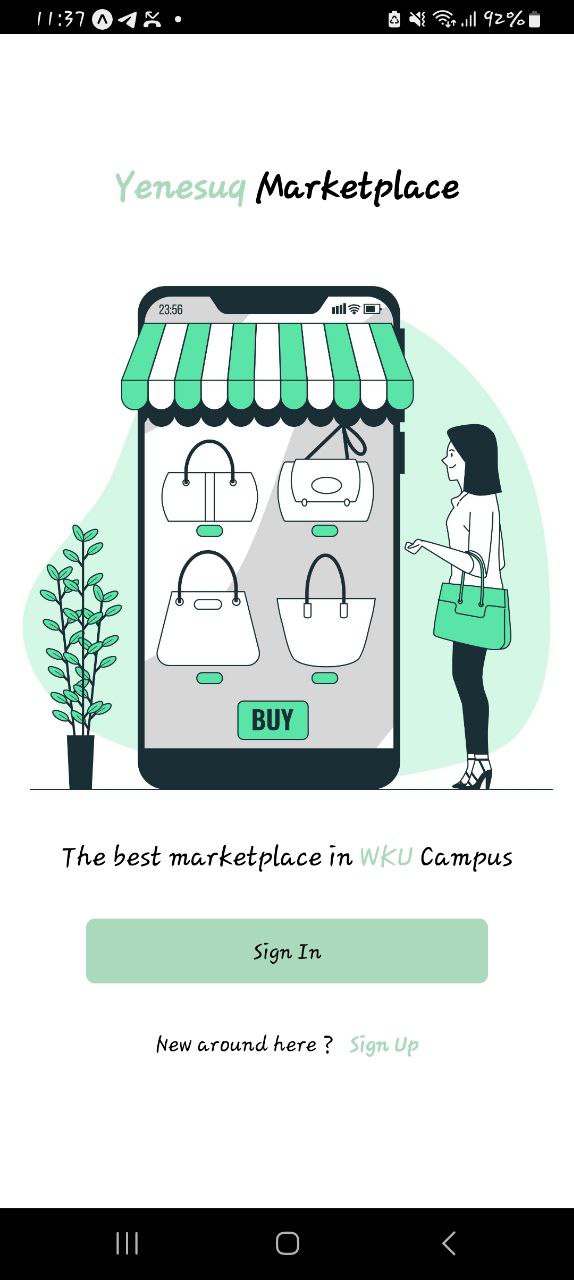 11:37 92%
Yenesuq Marketplace
23:56
BUY
The best marketplace in WKU Campus
Sign In
New around here ? Sign Up